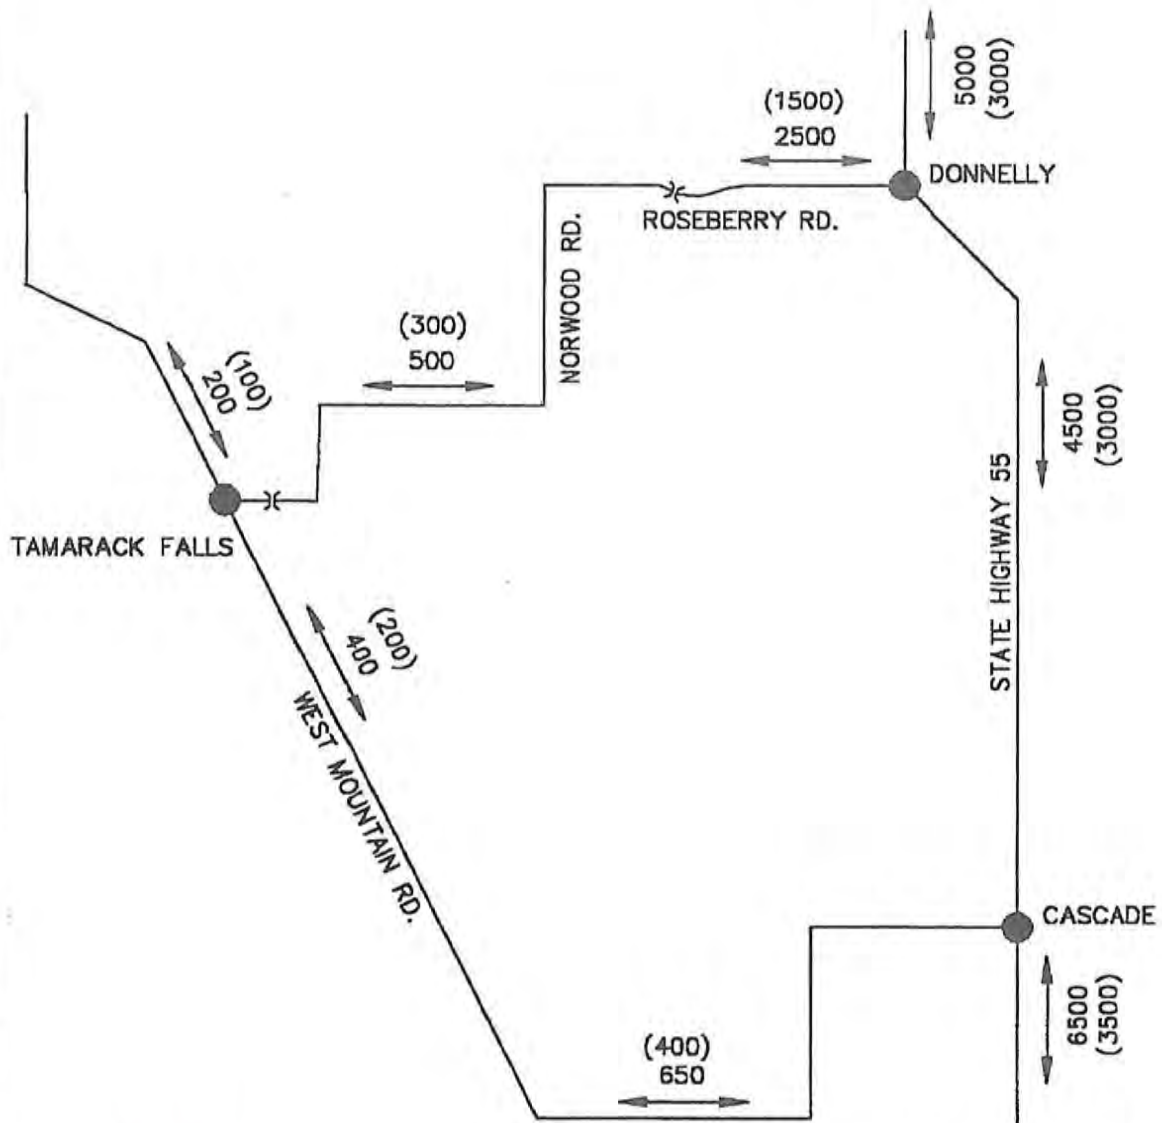 5000
(3000)
(1500)
2500
DONNELLY
ROSEBERRY RD.
NORWOOD RD.
(300)
500
(100)
200
4500
(3000)
STATE HIGHWAY 55
TAMARACK FALLS
(200)
400
WEST MOUNTAIN RD.
CASCADE
6500
(3500)
(400)
650